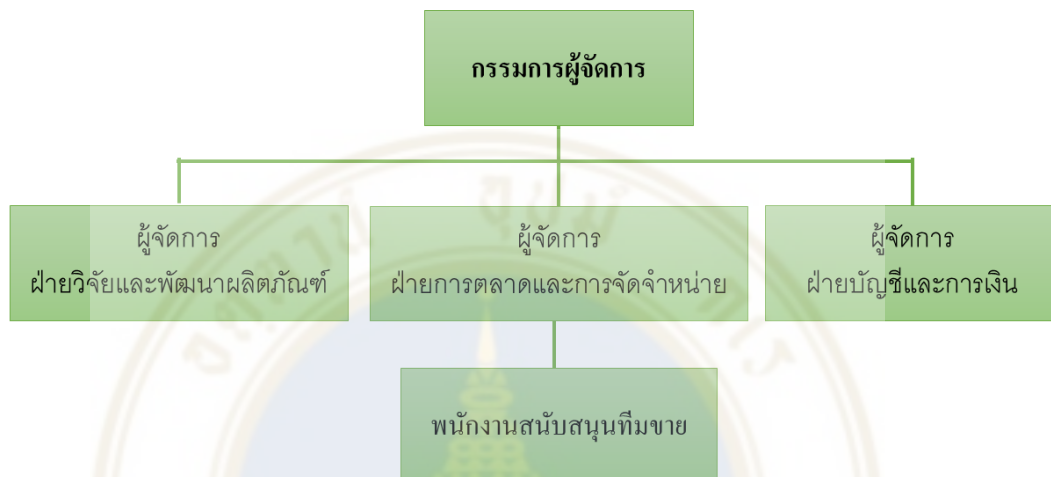 กรรมการผู้จัดการ
ผู้จัดการ
ฝ่ายวิจัยและพัฒนาผลิตภัณฑ์
ผู้จัดการ
ฝ่ายการตลาดและการจัดจำหน่าย
ผู้จัดการ
ฝ่ายบัญชีและการเงิน
พนักงานสนับสนุนทีมขาย